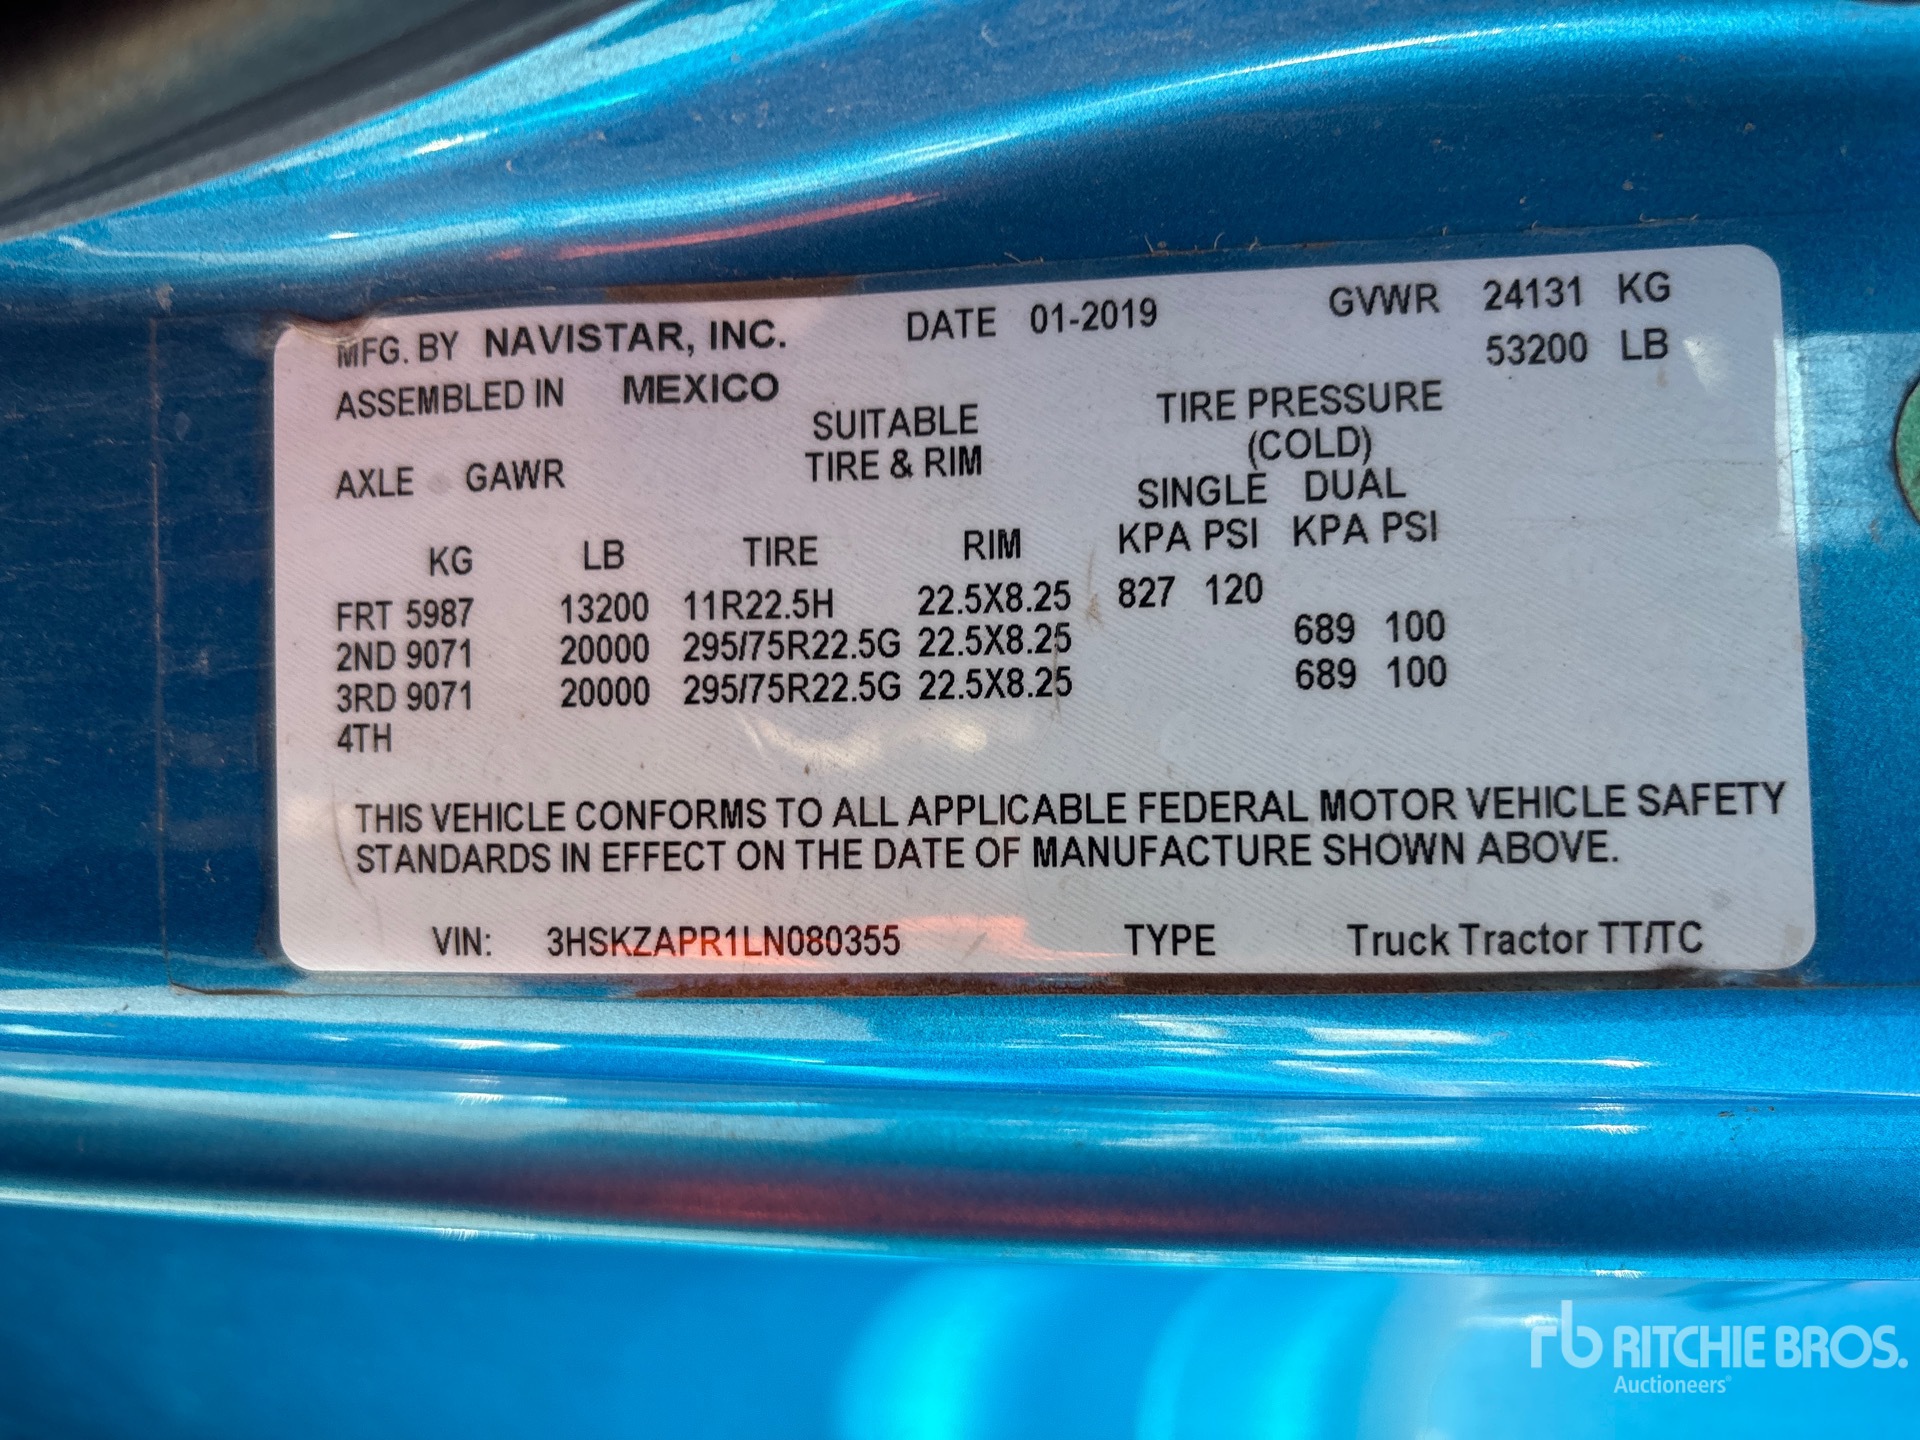 MFG. BY NAVISTAR, INC. DATE 01-2019 GVWR 24131 KG
53200 LB
ASSEMBLED IN MEXICO
SUITABLE TIRE PRESSURE
AXLE GAWR TIRE & RIM (COLD)
SINGLE DUAL
KG LB TIRE RIM KPA PSI KPA PSI
FRT 5987 13200 11R22.5H 22.5X8.25 827 120
2ND 9071 20000 295/75R22.5G 22.5X8.25 689 100
3RD 9071 20000 295/75R22.5G 22.5X8.25 689 100
4TH
THIS VEHICLE CONFORMS TO ALL APPLICABLE FEDERAL MOTOR VEHICLE SAFETY
STANDARDS IN EFFECT ON THE DATE OF MANUFACTURE SHOWN ABOVE.
VIN: 3HSKZAPR1LN080355 TYPE Truck Tractor TT/TC
rb RITCHIE BROS.
Auctioneers